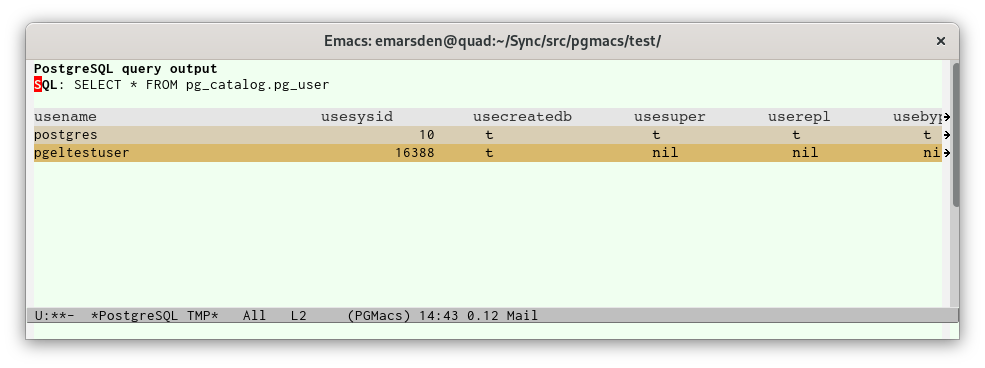 Emacs: emarsden@quad:~/Sync/src/pgmacs/test/ ×
PostgreSQL query output
SQL: SELECT * FROM pg_catalog.pg_user
usename usesysid usecreatedb usesuper userepl useby
postgres 10 t t t t
pgeltestuser 16388 t nil nil ni
U:**- *PostgreSQL TMP* All L2 (PGMacs) 14:43 0.12 Mail